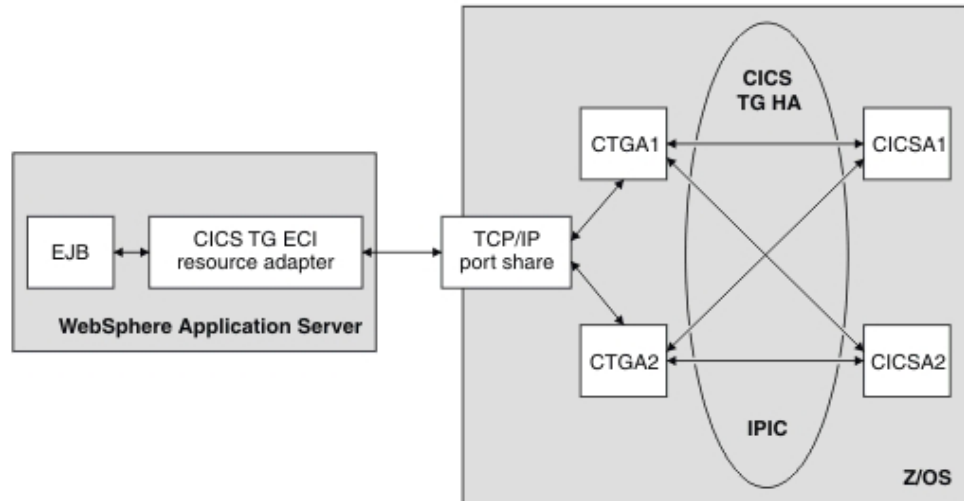 EJB
CICS TG ECI
resource adapter
WebSphere Application Server
TCP/IP
port share
CICS
TG HA
CTGA1
CICSA1
CTGA2
CICSA2
IPIC
Z/OS